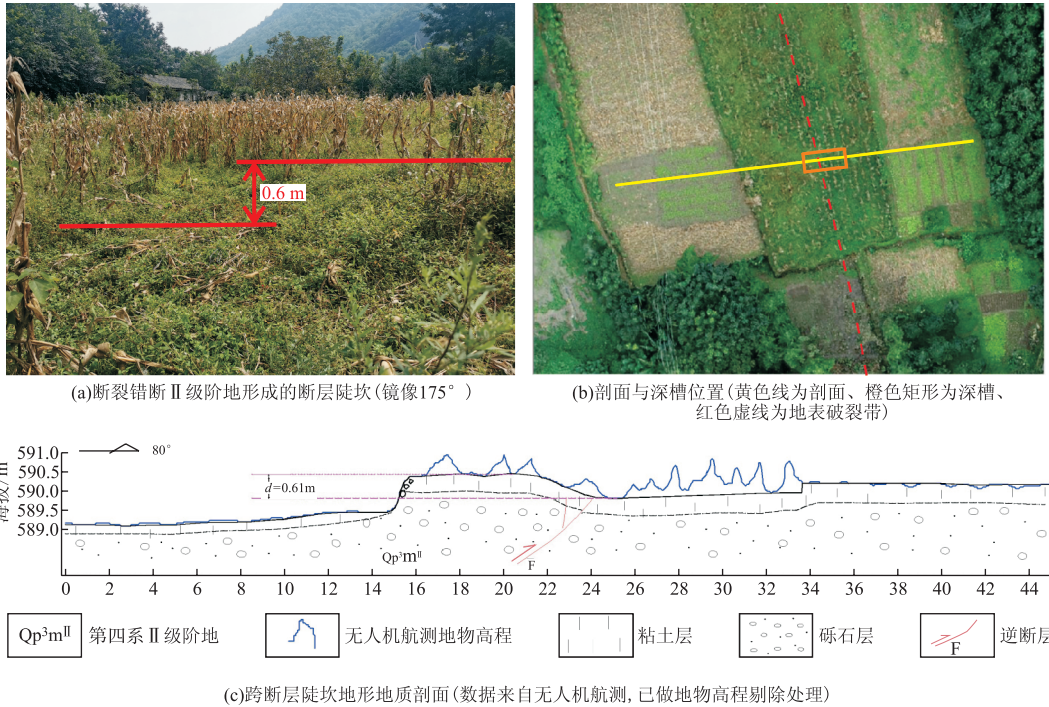 0.6 m
(a)断裂错断Ⅱ级阶地形成的断层陡坎(镜像175°)
(b)剖面与深槽位置(黄色线为剖面、橙色矩形为深槽、
红色虚线为地表破裂带)
海拔/m
591.0
590.5
590.0
589.5
589.0
80°
d=0.61m
Qp³mᴵᴵ
F
0 2 4 6 8 10 12 14 16 18 20 22 24 26 28 30 32 34 36 38 40 42 44
Qp³mᴵᴵ 第四系Ⅱ级阶地 无人机航测地物高程 粘土层 砾石层 F 逆断层
(c)跨断层陡坎地形地质剖面(数据来自无人机航测,已做地物高程剔除处理)